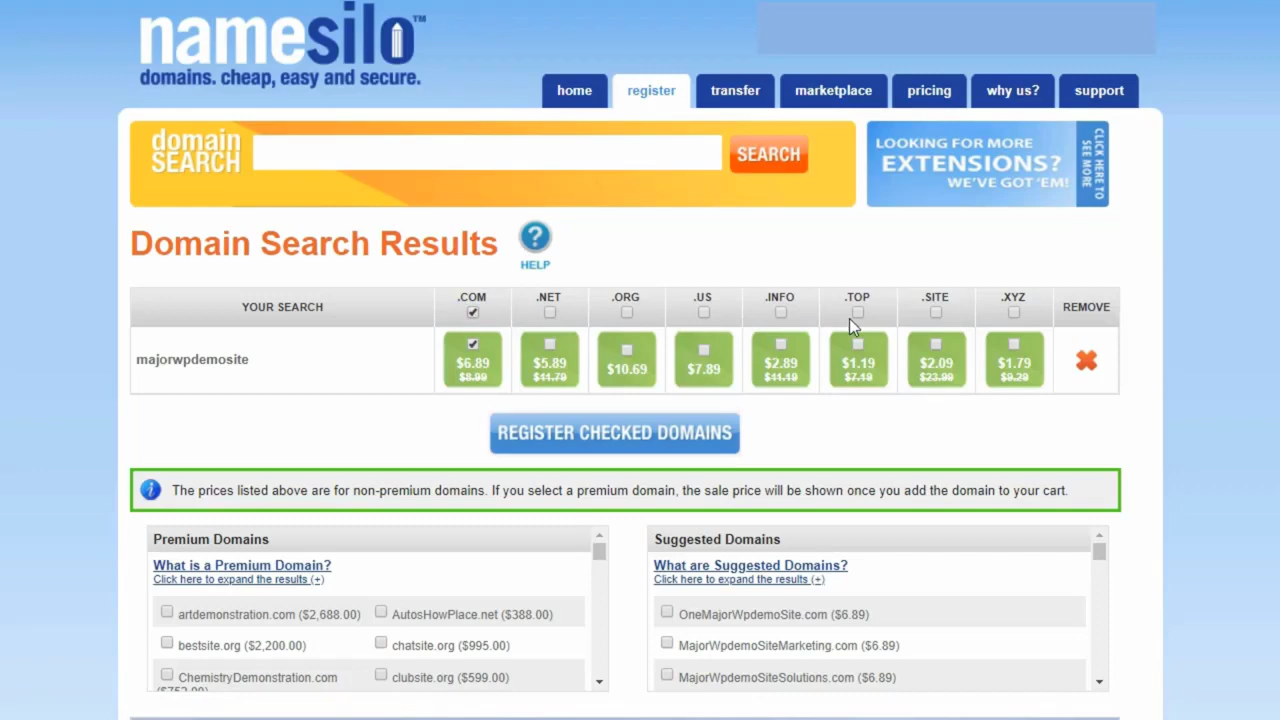 namesilo™
domains. cheap, easy and secure.
home register transfer marketplace pricing why us? support
domain SEARCH
SEARCH
LOOKING FOR MORE
EXTENSIONS?
WE'VE GOT 'EM!
CLICK HERE TO
SEE MORE
Domain Search Results
?
HELP
YOUR SEARCH .COM .NET .ORG .US .INFO .TOP .SITE .XYZ REMOVE
majorwpdemosite $6.89 $5.89 $10.69 $7.89 $2.89 $1.19 $2.09 $1.79
$8.99 $11.79 $11.19 $7.19 $23.99 $9.29
REGISTER CHECKED DOMAINS
i The prices listed above are for non-premium domains. If you select a premium domain, the sale price will be shown once you add the domain to your cart.
Premium Domains
What is a Premium Domain?
Click here to expand the results (+)
artdemonstration.com ($2,688.00) AutosHowPlace.net ($388.00)
bestsite.org ($2,200.00) chatsite.org ($995.00)
ChemistryDemonstration.com clubsite.org ($599.00)
Suggested Domains
What are Suggested Domains?
Click here to expand the results (+)
OneMajorWpdemoSite.com ($6.89)
MajorWpdemoSiteMarketing.com ($6.89)
MajorWpdemoSiteSolutions.com ($6.89)